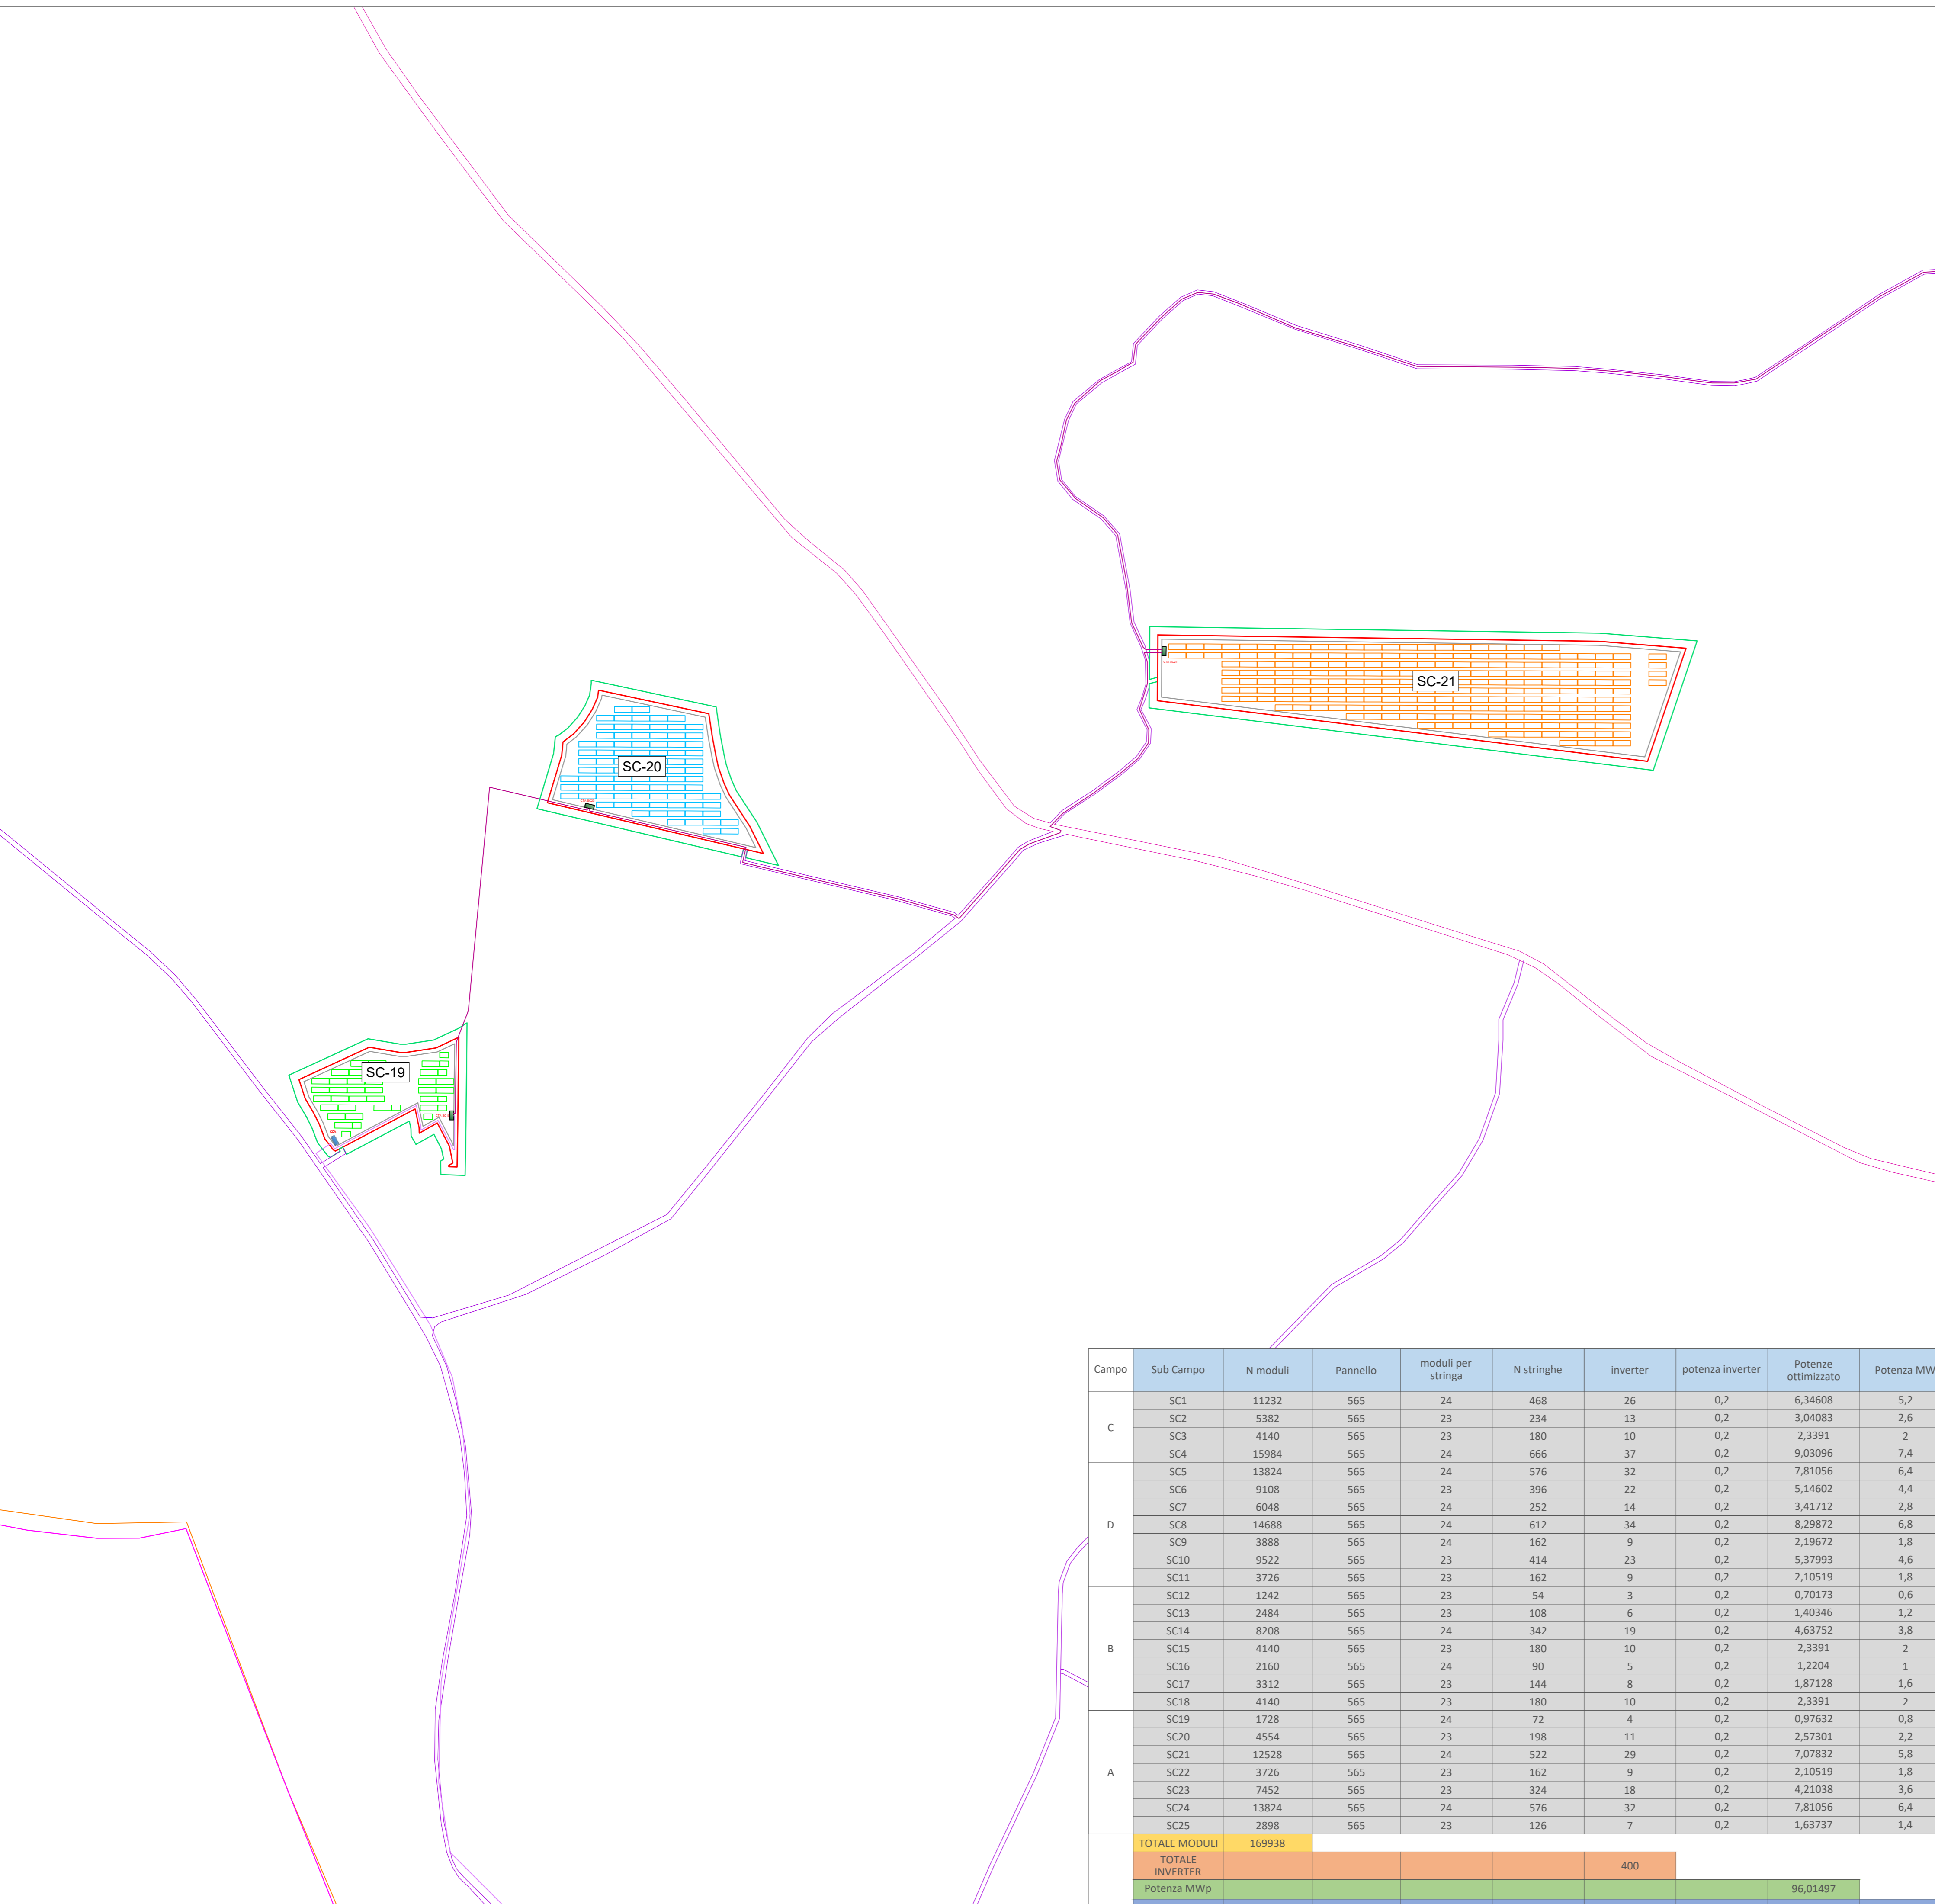 SC-21
SC-20
SC-19
Campo Sub Campo N moduli Pannello moduli per stringa N stringhe inverter potenza inverter Potenze ottimizzato Potenza MW
C
SC1 11232 565 24 468 26 0,2 6,34608 5,2
SC2 5382 565 23 234 13 0,2 3,04083 2,6
SC3 4140 565 23 180 10 0,2 2,3391 2
SC4 15984 565 24 666 37 0,2 9,03096 7,4
D
SC5 13824 565 24 576 32 0,2 7,81056 6,4
SC6 9108 565 23 396 22 0,2 5,14602 4,4
SC7 6048 565 24 252 14 0,2 3,41712 2,8
SC8 14688 565 24 612 34 0,2 8,29872 6,8
SC9 3888 565 24 162 9 0,2 2,19672 1,8
SC10 9522 565 23 414 23 0,2 5,37993 4,6
SC11 3726 565 23 162 9 0,2 2,10519 1,8
B
SC12 1242 565 23 54 3 0,2 0,70173 0,6
SC13 2484 565 23 108 6 0,2 1,40346 1,2
SC14 8208 565 24 342 19 0,2 4,63752 3,8
SC15 4140 565 23 180 10 0,2 2,3391 2
SC16 2160 565 24 90 5 0,2 1,2204 1
SC17 3312 565 23 144 8 0,2 1,87128 1,6
SC18 4140 565 23 180 10 0,2 2,3391 2
A
SC19 1728 565 24 72 4 0,2 0,97632 0,8
SC20 4554 565 23 198 11 0,2 2,57301 2,2
SC21 12528 565 24 522 29 0,2 7,07832 5,8
SC22 3726 565 23 162 9 0,2 2,10519 1,8
SC23 7452 565 23 324 18 0,2 4,21038 3,6
SC24 13824 565 24 576 32 0,2 7,81056 6,4
SC25 2898 565 23 126 7 0,2 1,63737 1,4
TOTALE MODULI 169938
TOTALE INVERTER 400
Potenza MWp 96,01497